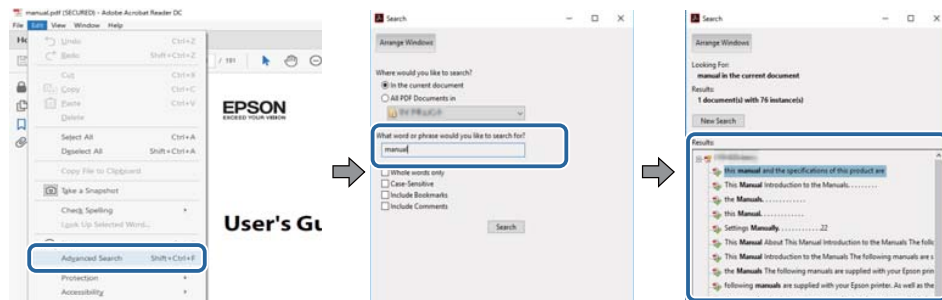 manual.pdf (SECURED) - Adobe Acrobat Reader DC
File Edit View Window Help
Undo Ctrl+Z
Redo Shift+Ctrl+Z
Cut Ctrl+X
Copy Ctrl+C
Paste Ctrl+V
Delete
Select All Ctrl+A
Deselect All Shift+Ctrl+A
Copy File to Clipboard
Take a Snapshot
Check Spelling
Look Up Selected Word...
Advanced Search Shift+Ctrl+F
Protection
Accessibility
/ 191
EPSON
EXCEED YOUR VISION
User's Gu
Search
Arrange Windows
Where would you like to search?
In the current document
All PDF Documents in
What word or phrase would you like to search for?
manual
Whole words only
Case-Sensitive
Include Bookmarks
Include Comments
Search
Search
Arrange Windows
Looking For:
manual in the current document
Results:
1 document(s) with 76 instance(s)
New Search
Results:
this manual and the specifications of this product are
This Manual Introduction to the Manuals. . . . . . . .
the Manuals. . . . . . . . . . . .
this Manual. . . . . . . . . . . .
Settings Manually. . . . . . . . . . . .22
This Manual About This Manual Introduction to the Manuals The follo
This Manual Introduction to the Manuals The following manuals are s
the Manuals The following manuals are supplied with your Epson prin
following manuals are supplied with your Epson printer. As well as the